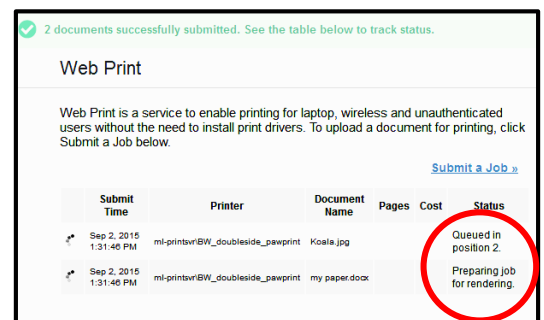 2 documents successfully submitted. See the table below to track status.
Web Print
Web Print is a service to enable printing for laptop, wireless and unauthenticated
users without the need to install print drivers. To upload a document for printing, click
Submit a Job below.
Submit a Job »
Submit Time Printer Document Name Pages Cost Status
Sep 2, 2015 1:31:46 PM ml-printsvr\BW_doubleside_pawprint Koala.jpg Queued in position 2.
Sep 2, 2015 1:31:46 PM ml-printsvr\BW_doubleside_pawprint my paper.docx Preparing job for rendering.